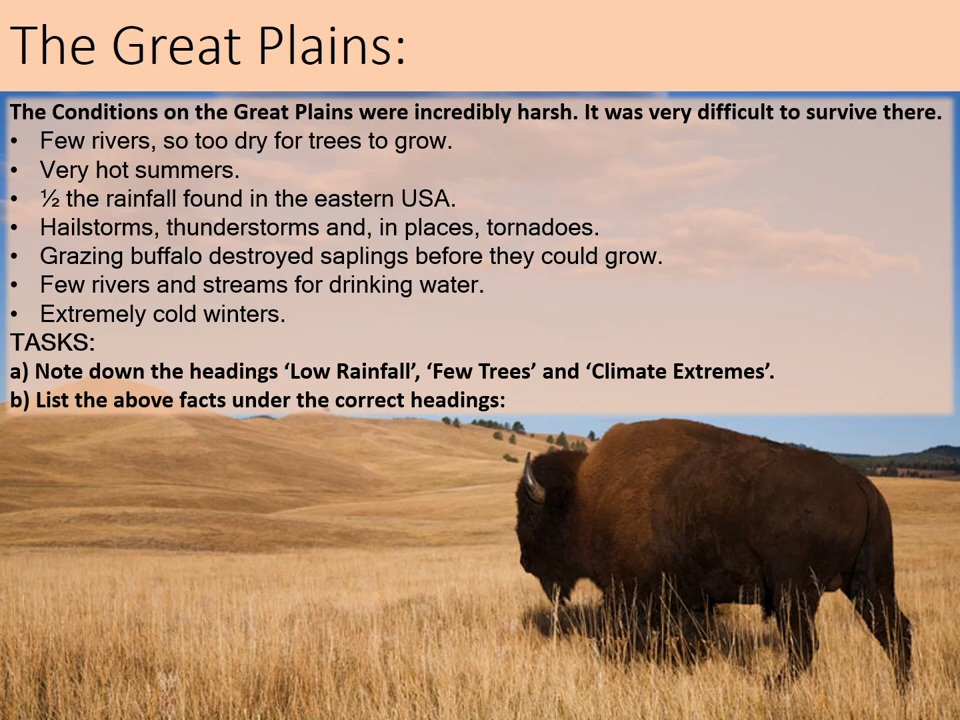 The Great Plains:
The Conditions on the Great Plains were incredibly harsh. It was very difficult to survive there.
• Few rivers, so too dry for trees to grow.
• Very hot summers.
• ½ the rainfall found in the eastern USA.
• Hailstorms, thunderstorms and, in places, tornadoes.
• Grazing buffalo destroyed saplings before they could grow.
• Few rivers and streams for drinking water.
• Extremely cold winters.
TASKS:
a) Note down the headings ‘Low Rainfall’, ‘Few Trees’ and ‘Climate Extremes’.
b) List the above facts under the correct headings: